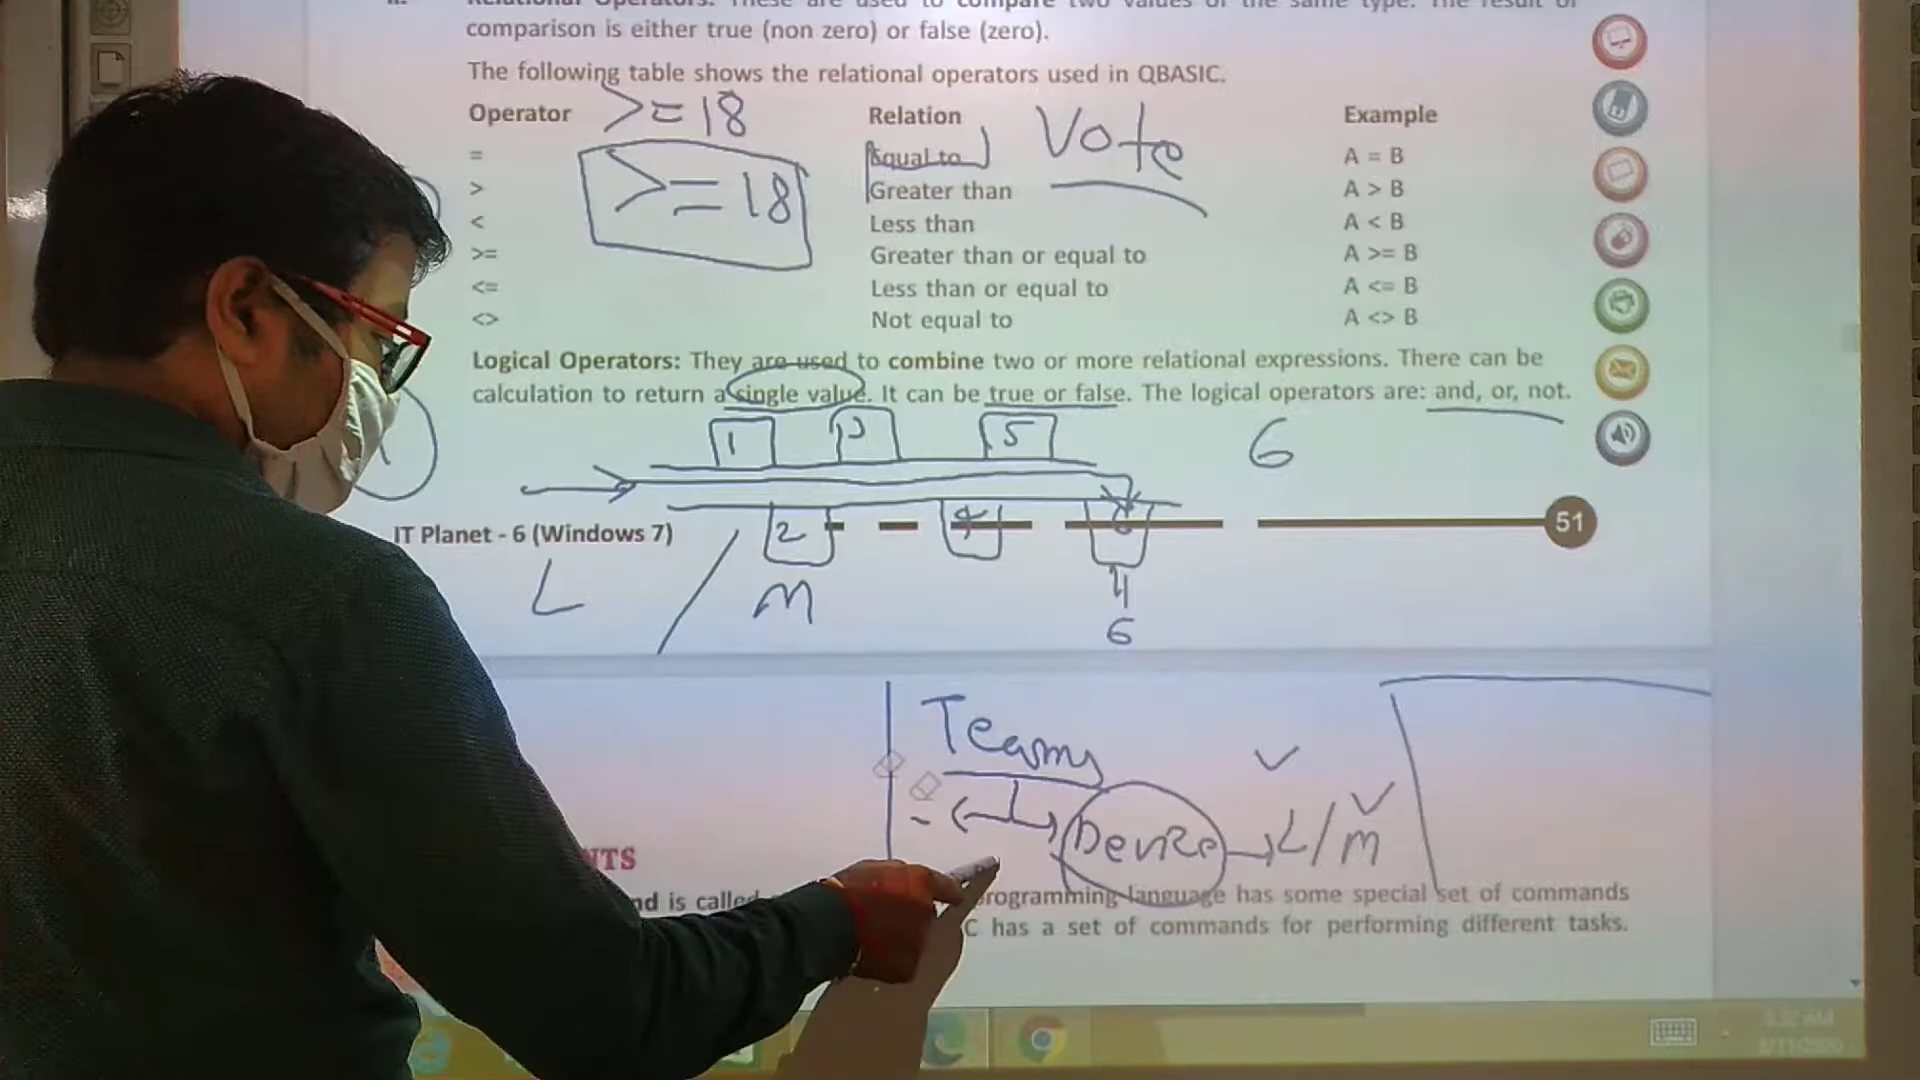 Relational Operators: These are used to compare two values of the same type. The result of
comparison is either true (non zero) or false (zero).
The following table shows the relational operators used in QBASIC.
Operator >=18 Relation Vote Example
= Equal to A = B
> >=18 Greater than A > B
< Less than A < B
>= Greater than or equal to A >= B
<= Less than or equal to A <= B
<> Not equal to A <> B
Logical Operators: They are used to combine two or more relational expressions. There can be
calculation to return a single value. It can be true or false. The logical operators are: and, or, not.
1 3 5 6
IT Planet - 6 (Windows 7) 2 4 51
L / M
6
Teams
Device L/M
NTS
nd is called programming language has some special set of commands
C has a set of commands for performing different tasks.